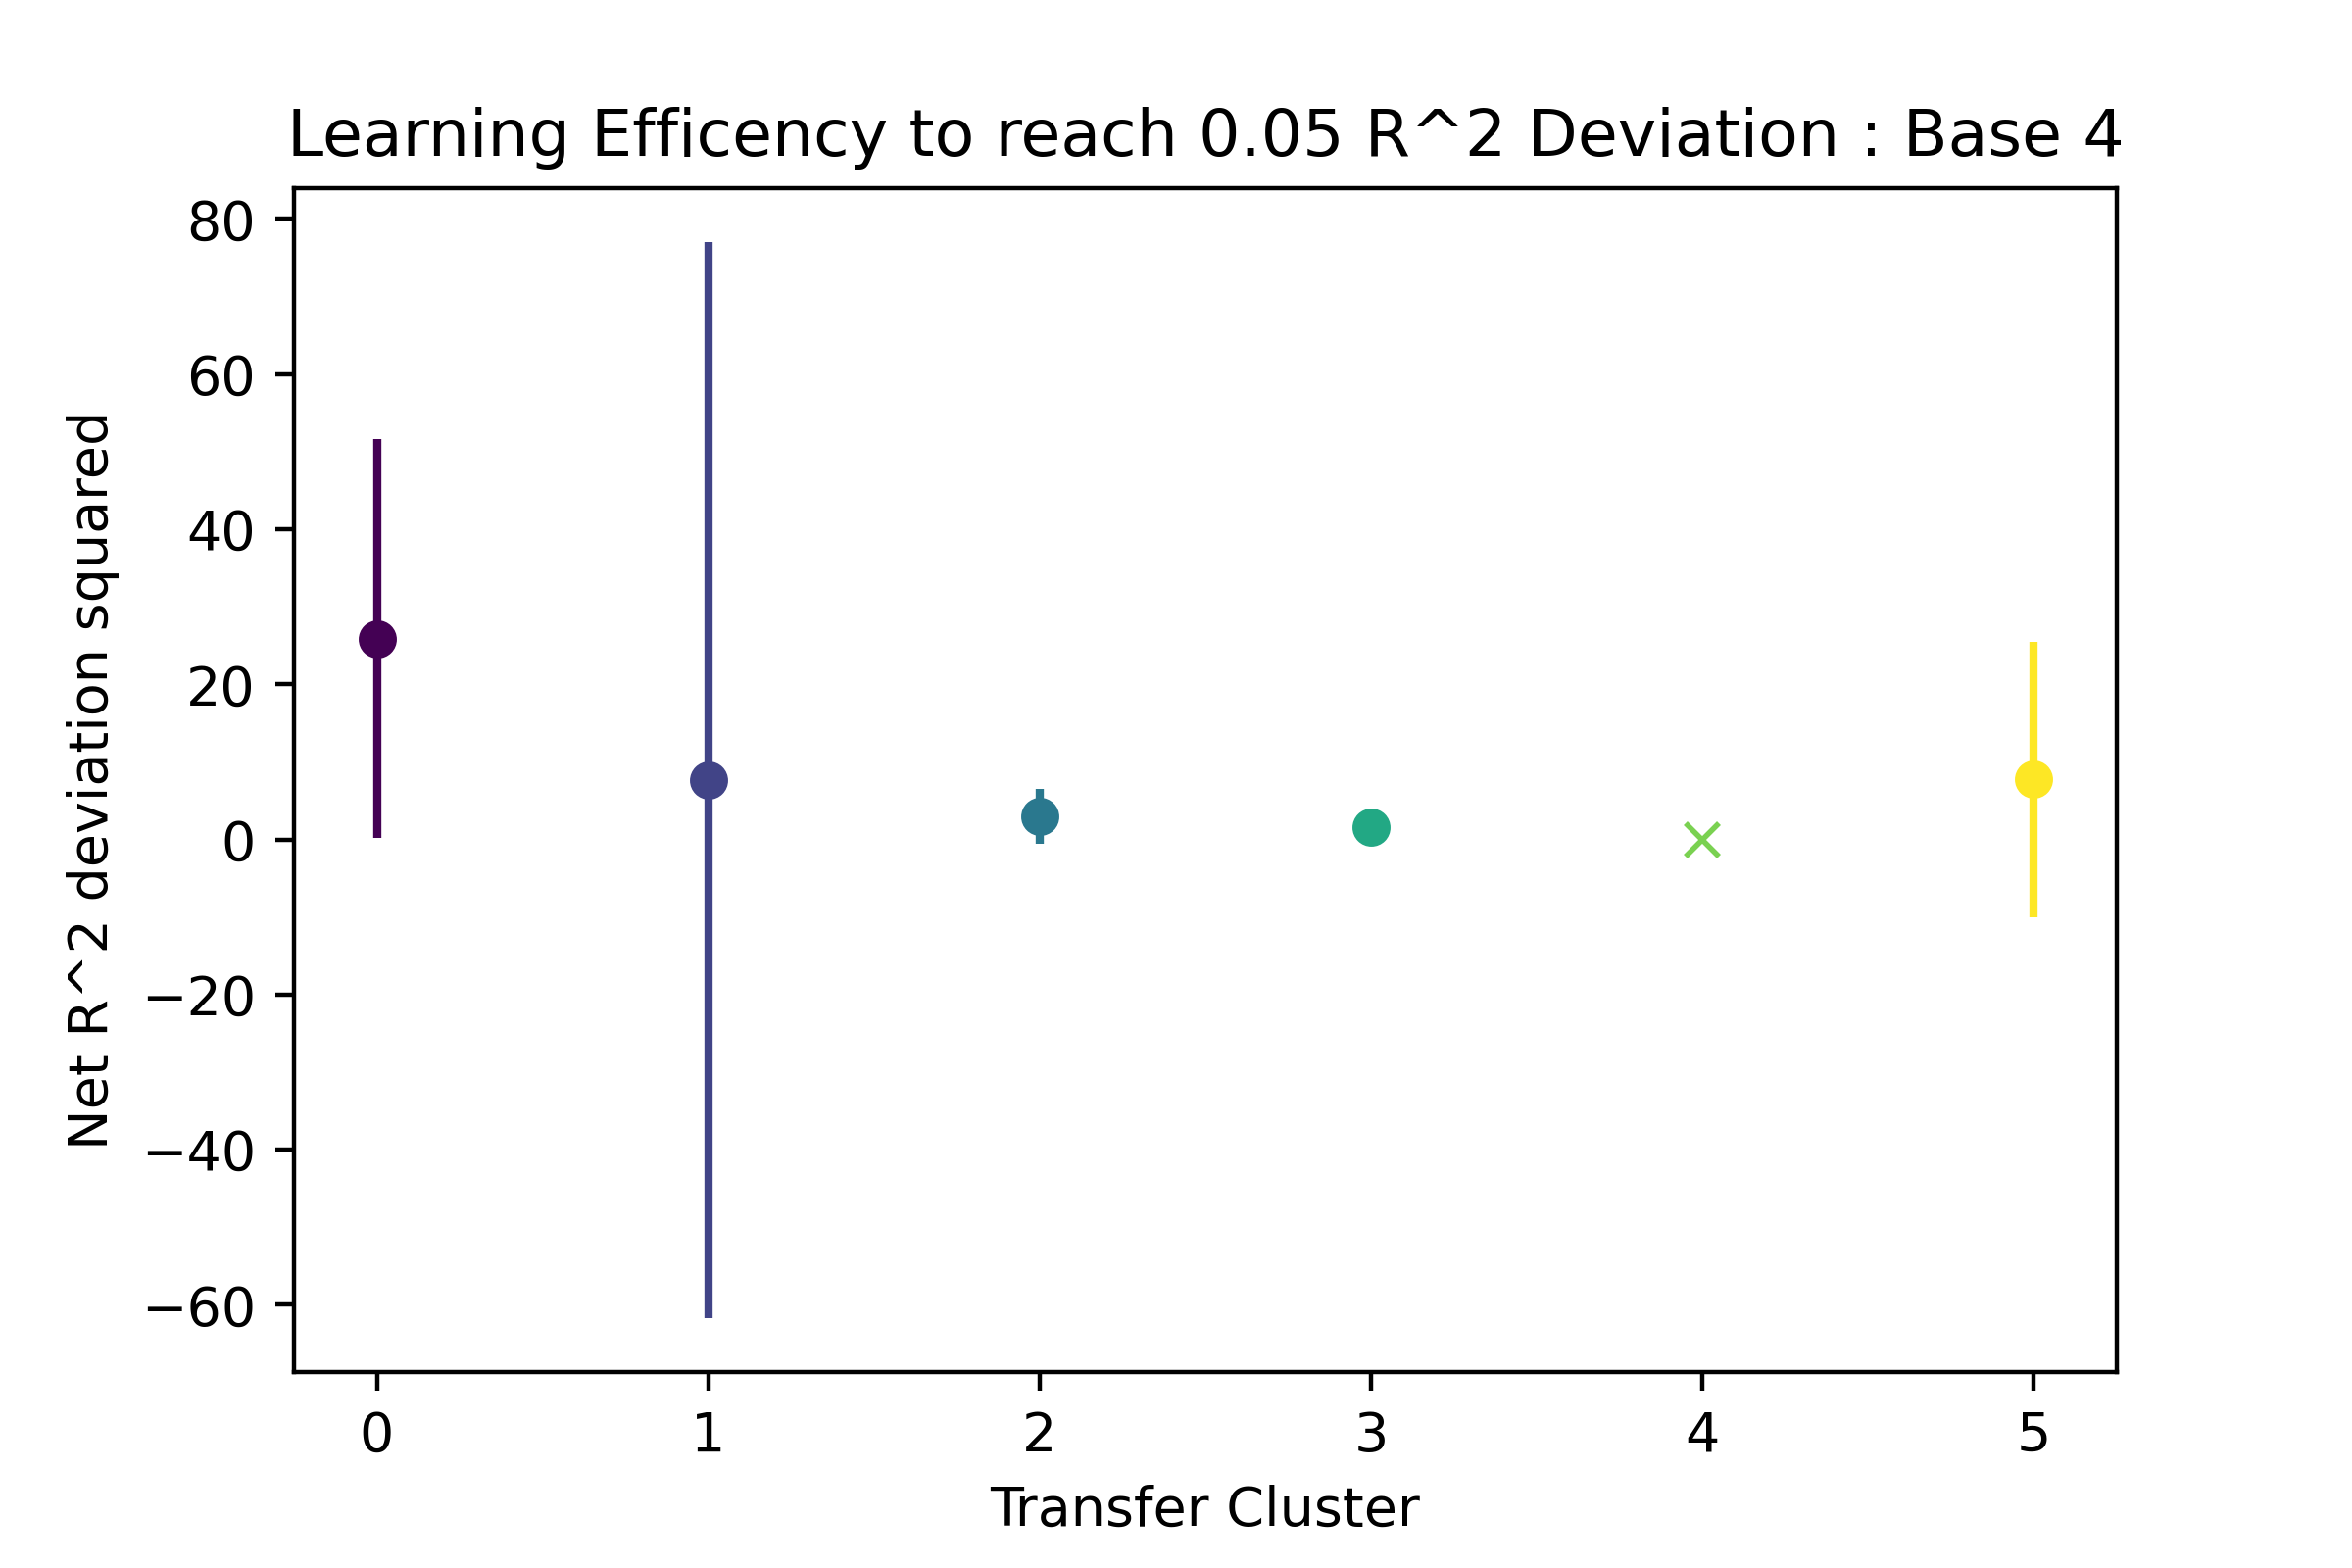 Learning Efficency to reach 0.05 R^2 Deviation : Base 4
Net R^2 deviation squared
80
60
40
20
0
−20
−40
−60
0 1 2 3 4 5
Transfer Cluster